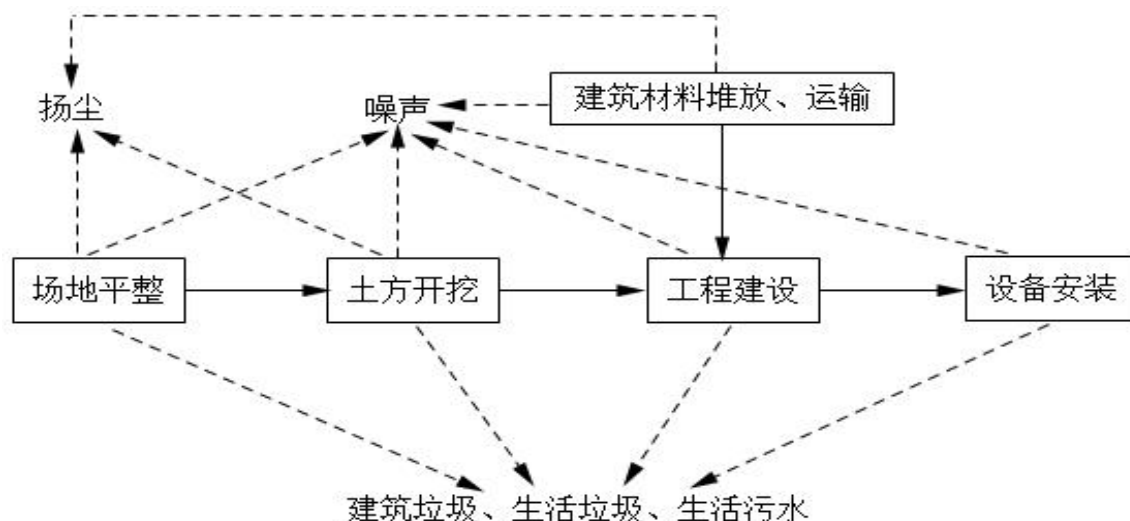 建筑材料堆放、运输
扬尘
噪声
场地平整
土方开挖
工程建设
设备安装
建筑垃圾、生活垃圾、生活污水